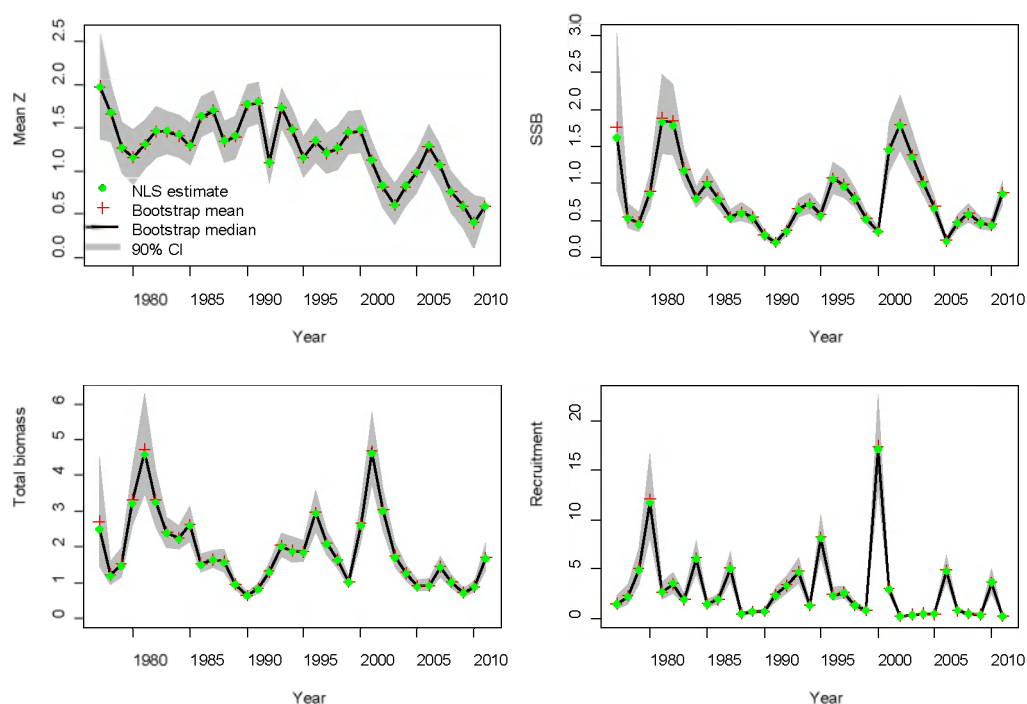 Mean Z
2.5
2.0
1.5
1.0
0.5
0.0
NLS estimate
Bootstrap mean
Bootstrap median
90% CI
1980 1985 1990 1995 2000 2005 2010
Year
SSB
3.0
2.5
2.0
1.5
1.0
0.5
0.0
1980 1985 1990 1995 2000 2005 2010
Year
Total biomass
6
5
4
3
2
1
0
1980 1985 1990 1995 2000 2005 2010
Year
Recruitment
20
15
10
5
0
1980 1985 1990 1995 2000 2005 2010
Year